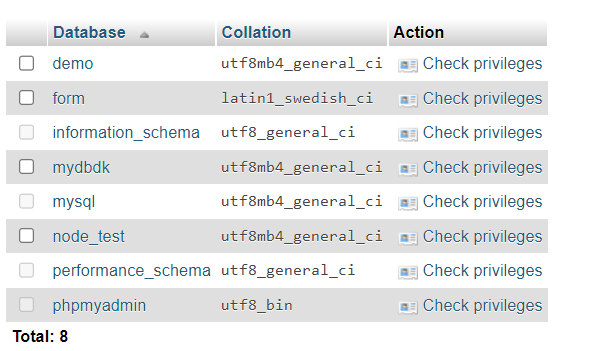 Database Collation Action
demo utf8mb4_general_ci Check privileges
form latin1_swedish_ci Check privileges
information_schema utf8_general_ci Check privileges
mydbdk utf8mb4_general_ci Check privileges
mysql utf8mb4_general_ci Check privileges
node_test utf8mb4_general_ci Check privileges
performance_schema utf8_general_ci Check privileges
phpmyadmin utf8_bin Check privileges
Total: 8